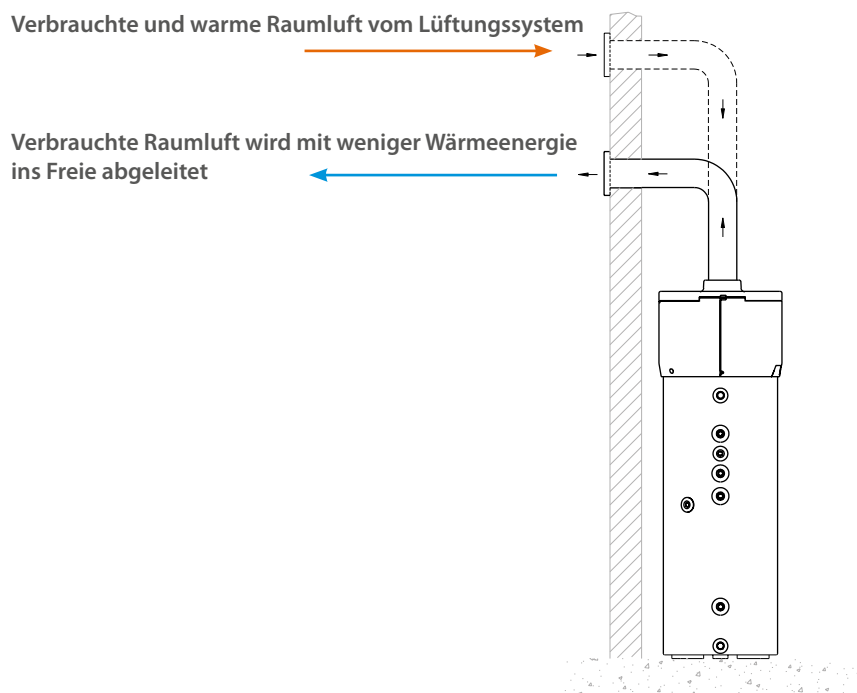 Verbrauchte und warme Raumluft vom Lüftungssystem
Verbrauchte Raumluft wird mit weniger Wärmeenergie
ins Freie abgeleitet